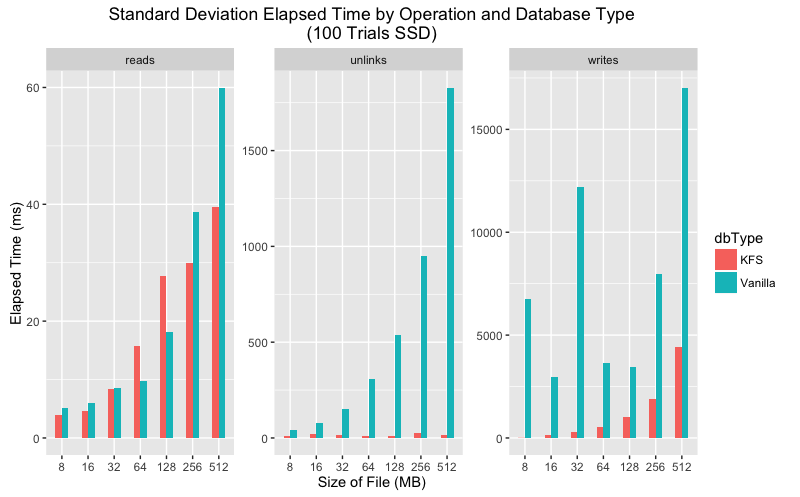 Standard Deviation Elapsed Time by Operation and Database Type
(100 Trials SSD)
reads
unlinks
writes
Elapsed Time (ms)
60
40
20
0
1500
1000
500
0
15000
10000
5000
0
8 16 32 64 128 256 512
8 16 32 64 128 256 512
8 16 32 64 128 256 512
Size of File (MB)
dbType
KFS
Vanilla